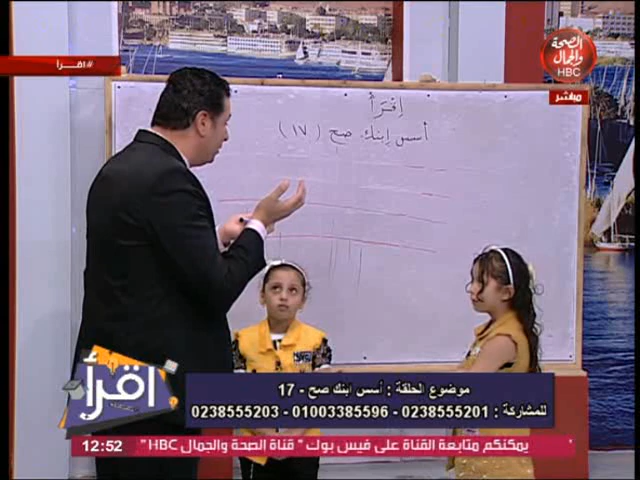 الصحة
والجمال
HBC
مباشر
#اقرأ
إقرأ
أسس إبنك صح (١٧)
اقرأ
موضوع الحلقة : أسس ابنك صح - 17
للمشاركة : 0238555201 - 01003385596 - 0238555203
12:52
يمكنكم متابعة القناة على فيس بوك " قناة الصحة والجمال HBC "